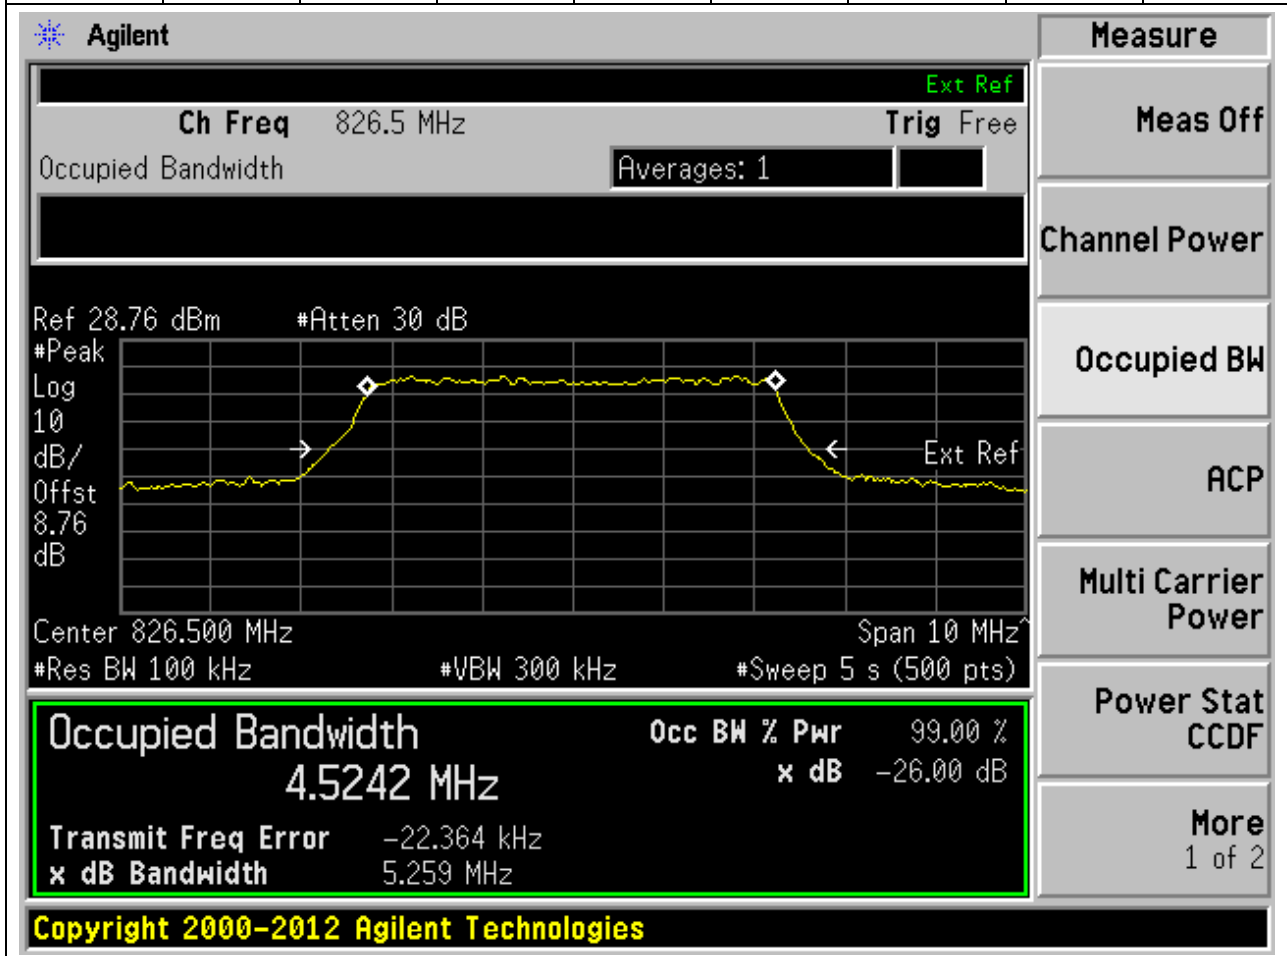 Agilent
Measure
Ext Ref
Ch Freq 826.5 MHz Trig Free
Occupied Bandwidth Averages: 1
Meas Off
Channel Power
Occupied BW
ACP
Multi Carrier
Power
Power Stat
CCDF
More
1 of 2
Ref 28.76 dBm #Atten 30 dB
#Peak
Log
10
dB/
Offst
8.76
dB
Ext Ref
Center 826.500 MHz Span 10 MHz^
#Res BW 100 kHz #VBW 300 kHz #Sweep 5 s (500 pts)
Occupied Bandwidth Occ BW % Pwr 99.00 %
4.5242 MHz x dB -26.00 dB
Transmit Freq Error -22.364 kHz
x dB Bandwidth 5.259 MHz
Copyright 2000-2012 Agilent Technologies